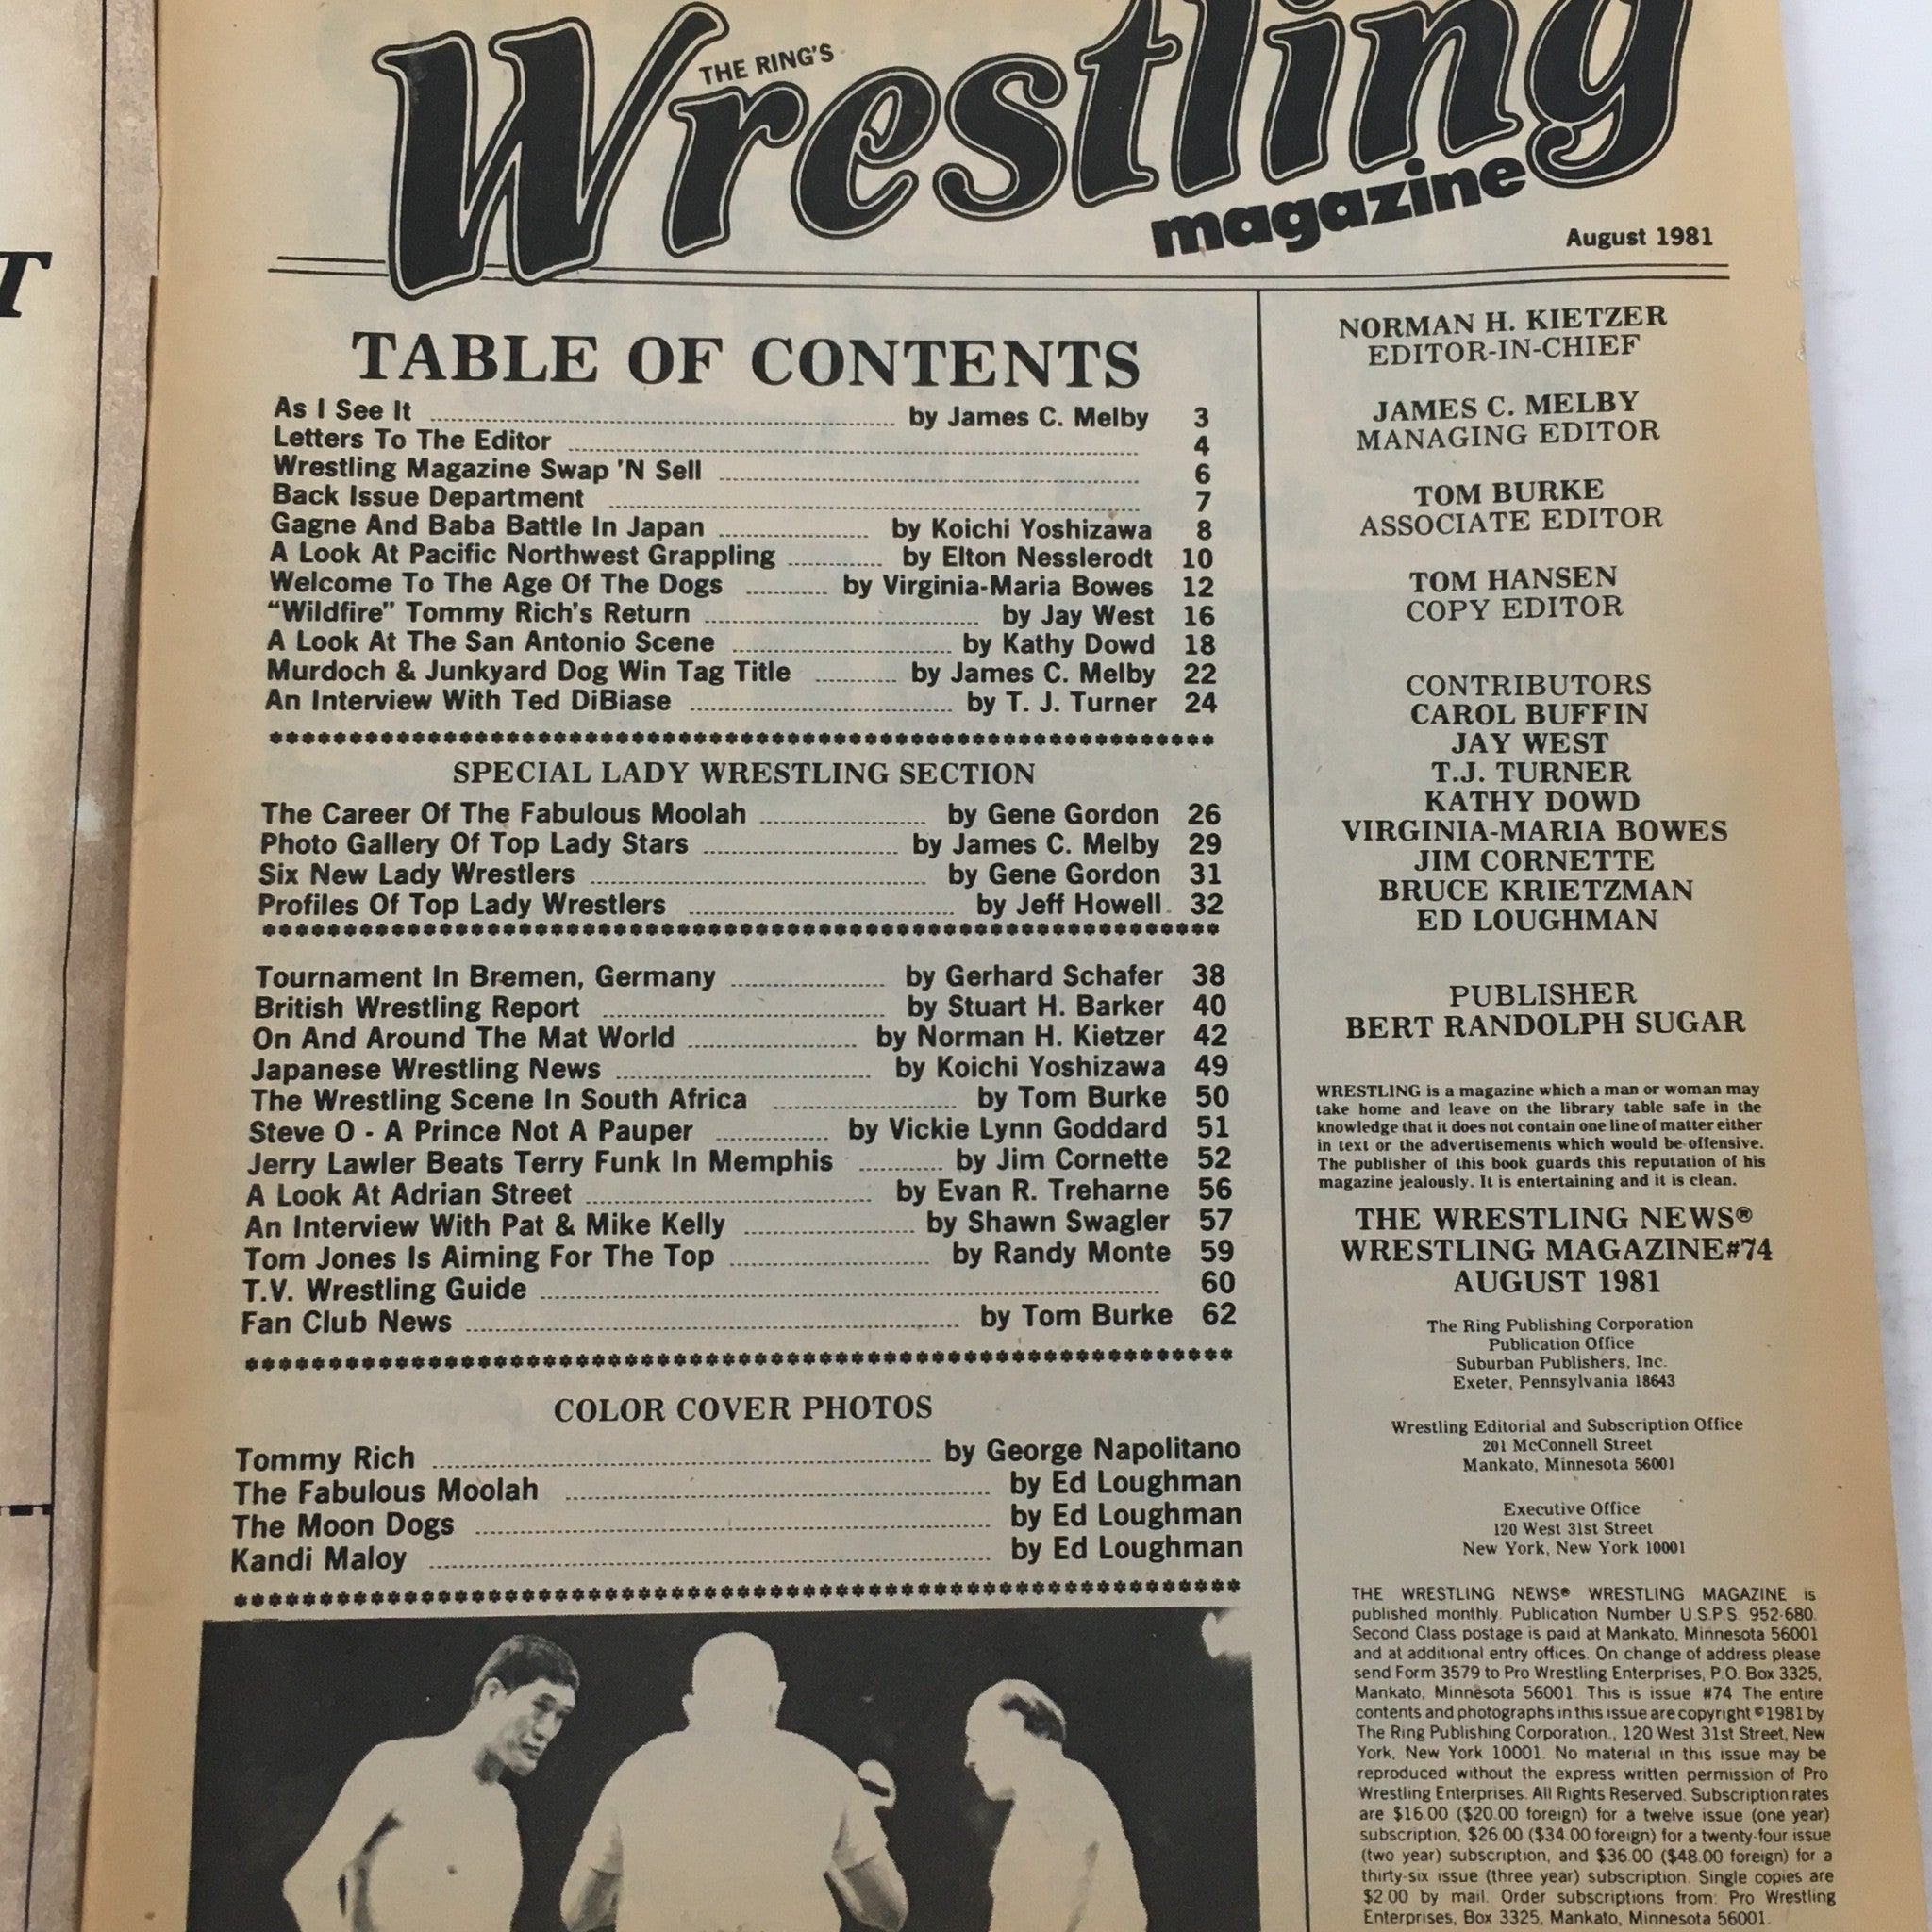 T
THE RING'S
Wrestling
magazine
August 1981
TABLE OF CONTENTS
As I See It by James C. Melby 3
Letters To The Editor 4
Wrestling Magazine Swap 'N Sell 6
Back Issue Department 7
Gagne And Baba Battle In Japan by Koichi Yoshizawa 8
A Look At Pacific Northwest Grappling by Elton Nesslerodt 10
Welcome To The Age Of The Dogs by Virginia-Maria Bowes 12
"Wildfire" Tommy Rich's Return by Jay West 16
A Look At The San Antonio Scene by Kathy Dowd 18
Murdoch & Junkyard Dog Win Tag Title by James C. Melby 22
An Interview With Ted DiBiase by T. J. Turner 24
SPECIAL LADY WRESTLING SECTION
The Career Of The Fabulous Moolah by Gene Gordon 26
Photo Gallery Of Top Lady Stars by James C. Melby 29
Six New Lady Wrestlers by Gene Gordon 31
Profiles Of Top Lady Wrestlers by Jeff Howell 32
Tournament In Bremen, Germany by Gerhard Schafer 38
British Wrestling Report by Stuart H. Barker 40
On And Around The Mat World by Norman H. Kietzer 42
Japanese Wrestling News by Koichi Yoshizawa 49
The Wrestling Scene In South Africa by Tom Burke 50
Steve O - A Prince Not A Pauper by Vickie Lynn Goddard 51
Jerry Lawler Beats Terry Funk In Memphis by Jim Cornette 52
A Look At Adrian Street by Evan R. Treharne 56
An Interview With Pat & Mike Kelly by Shawn Swagler 57
Tom Jones Is Aiming For The Top by Randy Monte 59
T.V. Wrestling Guide 60
Fan Club News by Tom Burke 62
COLOR COVER PHOTOS
Tommy Rich by George Napolitano
The Fabulous Moolah by Ed Loughman
The Moon Dogs by Ed Loughman
Kandi Maloy by Ed Loughman
NORMAN H. KIETZER
EDITOR-IN-CHIEF
JAMES C. MELBY
MANAGING EDITOR
TOM BURKE
ASSOCIATE EDITOR
TOM HANSEN
COPY EDITOR
CONTRIBUTORS
CAROL BUFFIN
JAY WEST
T.J. TURNER
KATHY DOWD
VIRGINIA-MARIA BOWES
JIM CORNETTE
BRUCE KRIETZMAN
ED LOUGHMAN
PUBLISHER
BERT RANDOLPH SUGAR
WRESTLING is a magazine which a man or woman may
take home and leave on the library table safe in the
knowledge that it does not contain one line of matter either
in text or the advertisements which would be offensive.
The publisher of this book guards this reputation of his
magazine jealously. It is entertaining and it is clean.
THE WRESTLING NEWS®
WRESTLING MAGAZINE#74
AUGUST 1981
The Ring Publishing Corporation
Publication Office
Suburban Publishers, Inc.
Exeter, Pennsylvania 18643
Wrestling Editorial and Subscription Office
201 McConnell Street
Mankato, Minnesota 56001
Executive Office
120 West 31st Street
New York, New York 10001
THE WRESTLING NEWS® WRESTLING MAGAZINE is
published monthly. Publication Number U.S.P.S. 952-680.
Second Class postage is paid at Mankato, Minnesota 56001
and at additional entry offices. On change of address please
send Form 3579 to Pro Wrestling Enterprises, P.O. Box 3325,
Mankato, Minnesota 56001. This is issue #74 The entire
contents and photographs in this issue are copyright ©1981 by
The Ring Publishing Corporation., 120 West 31st Street, New
York, New York 10001. No material in this issue may be
reproduced without the express written permission of Pro
Wrestling Enterprises. All Rights Reserved. Subscription rates
are $16.00 ($20.00 foreign) for a twelve issue (one year)
subscription, $26.00 ($34.00 foreign) for a twenty-four issue
(two year) subscription, and $36.00 ($48.00 foreign) for a
thirty-six issue (three year) subscription. Single copies are
$2.00 by mail. Order subscriptions from: Pro Wrestling
Enterprises, Box 3325, Mankato, Minnesota 56001.